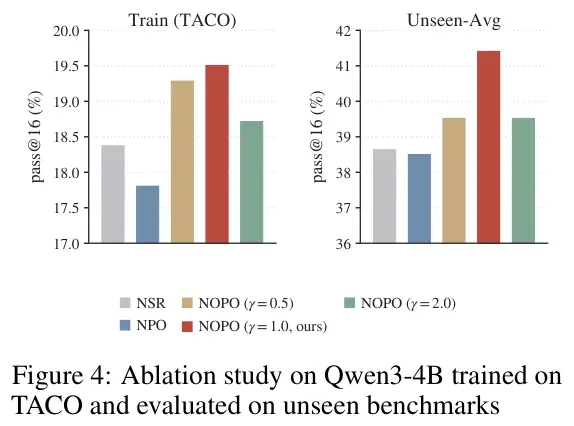 Train (TACO)
20.0
19.5
19.0
18.5
18.0
17.5
17.0
pass@16 (%)
Unseen-Avg
42
41
40
39
38
37
36
pass@16 (%)
NSR
NOPO (γ=0.5)
NOPO (γ=2.0)
NPO
NOPO (γ=1.0, ours)
Figure 4: Ablation study on Qwen3-4B trained on
TACO and evaluated on unseen benchmarks